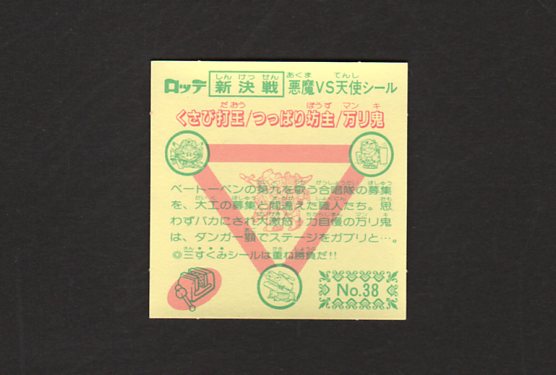 ロッテ 新決戦 悪魔VS天使シール
くさび打王/つっぱり坊主/万リ鬼
ベートーベンの第九を歌う合唱隊の募集
を、大工の募集と間違えた職人たち。思
わずバカにされ大激怒、力自慢の万リ鬼
は、ダンガー顎でステージをガブリと…。
◎三すくみシールは重ね勝負だ!!
No.38